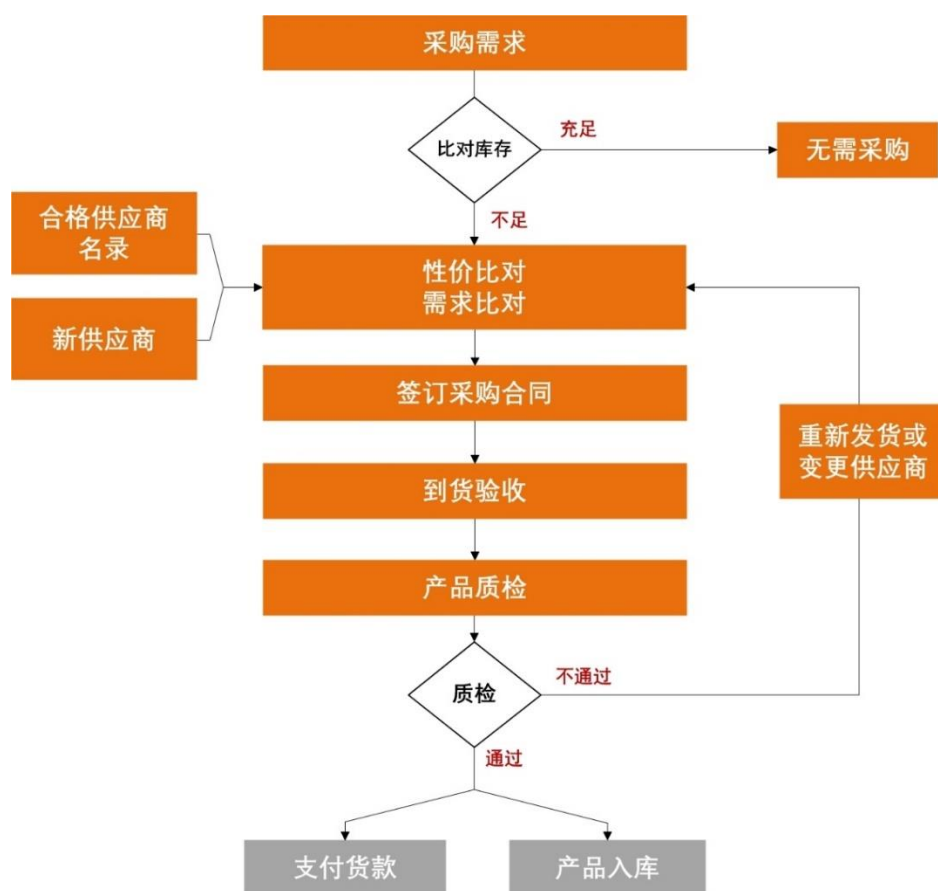 采购需求
比对库存
充足
无需采购
不足
合格供应商
名录
新供应商
性价比对
需求比对
签订采购合同
重新发货或
变更供应商
到货验收
产品质检
质检
不通过
通过
支付货款
产品入库